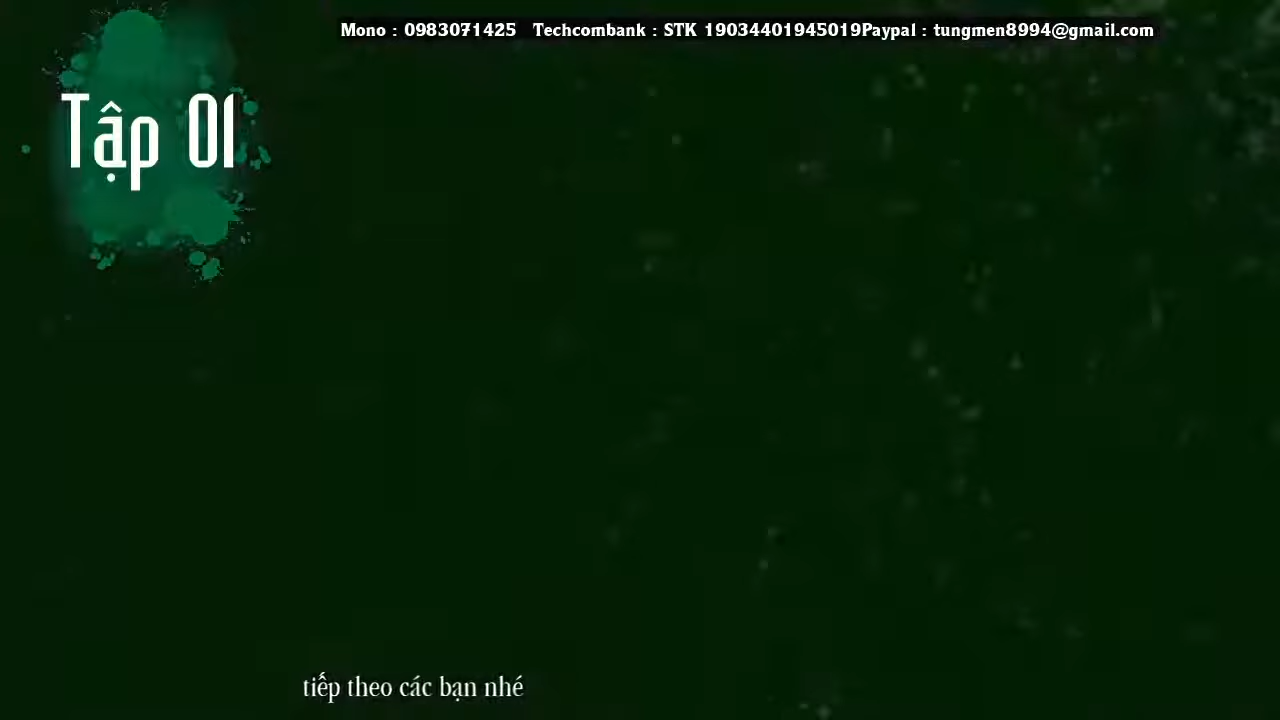 Mono : 0983071425   Techcombank : STK 19034401945019Paypal : tungmen8994@gmail.com
Tập 01
tiếp theo các bạn nhé